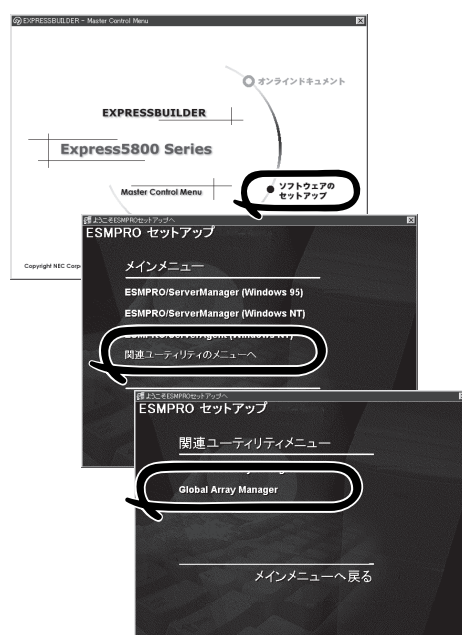 EXPRESSBUILDER - Master Control Menu
オンラインドキュメント
EXPRESSBUILDER
Express5800 Series
ソフトウェアの
セットアップ
Master Control Menu
Copyright NEC Corp
ようこそESMPROセットアップへ
ESMPRO セットアップ
メインメニュー
ESMPRO/ServerManager (Windows 95)
ESMPRO/ServerManager (Windows NT)
ESMPRO/ServerAgent (Windows NT)
関連ユーティリティのメニューへ
ようこそESMPROセットアップへ
ESMPRO セットアップ
関連ユーティリティメニュー
Global Array Manager
メインメニューへ戻る